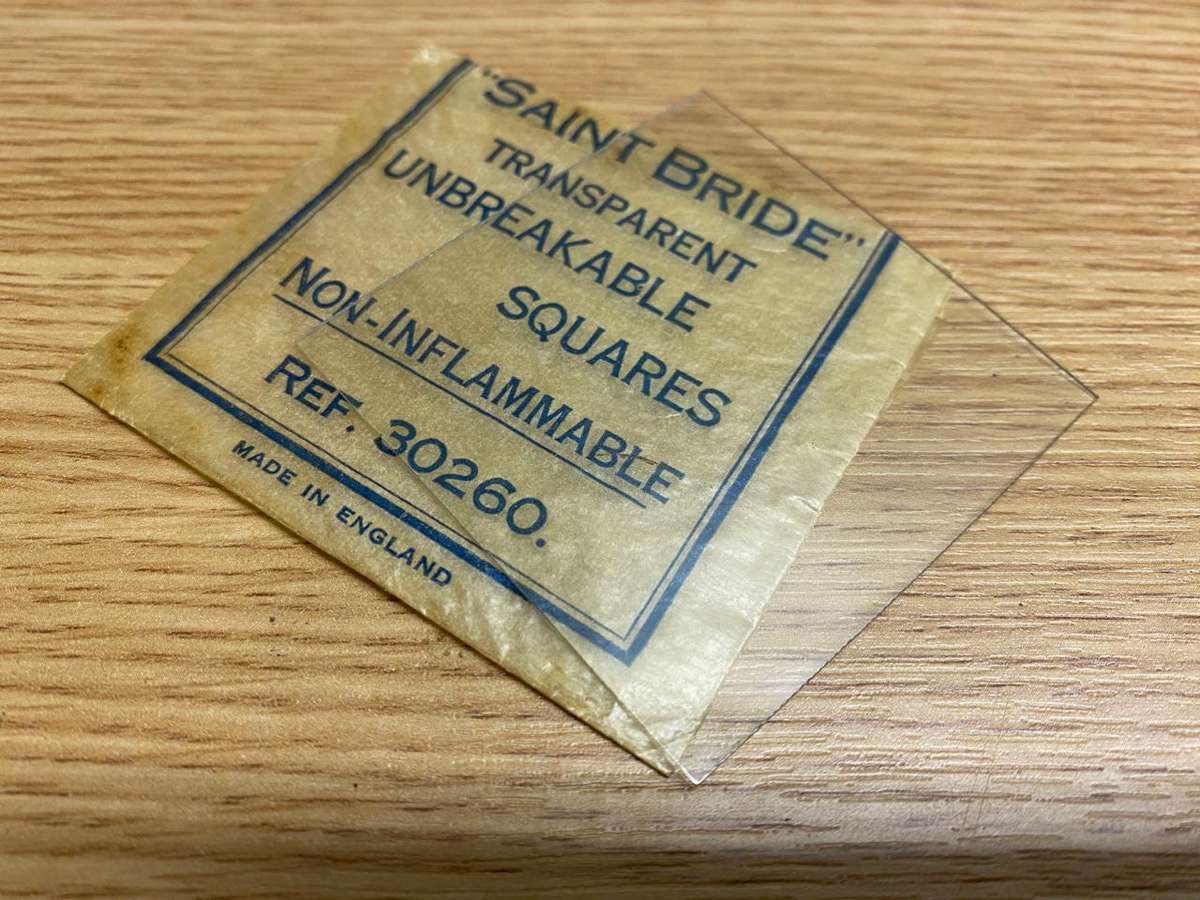 "SAINT BRIDE"
TRANSPARENT
UNBREAKABLE
SQUARES
NON-INFLAMMABLE
REF. 30260.
MADE IN ENGLAND